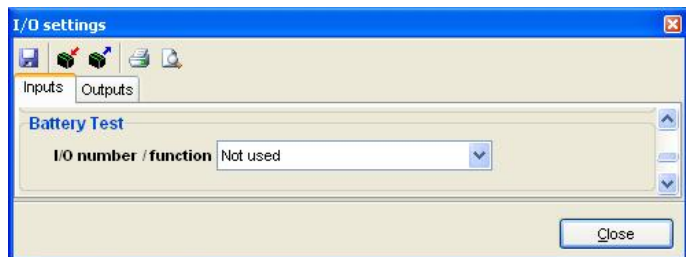 I/O settings
Inputs Outputs
Battery Test
I/O number / function Not used
Close